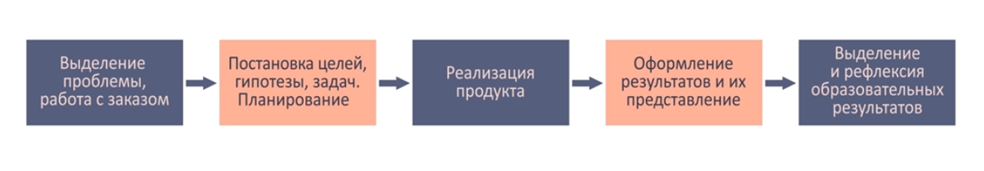 Выделение
проблемы,
работа с заказом
Постановка целей,
гипотезы, задач.
Планирование
Реализация
продукта
Оформление
результатов и их
представление
Выделение
и рефлексия
образовательных
результатов